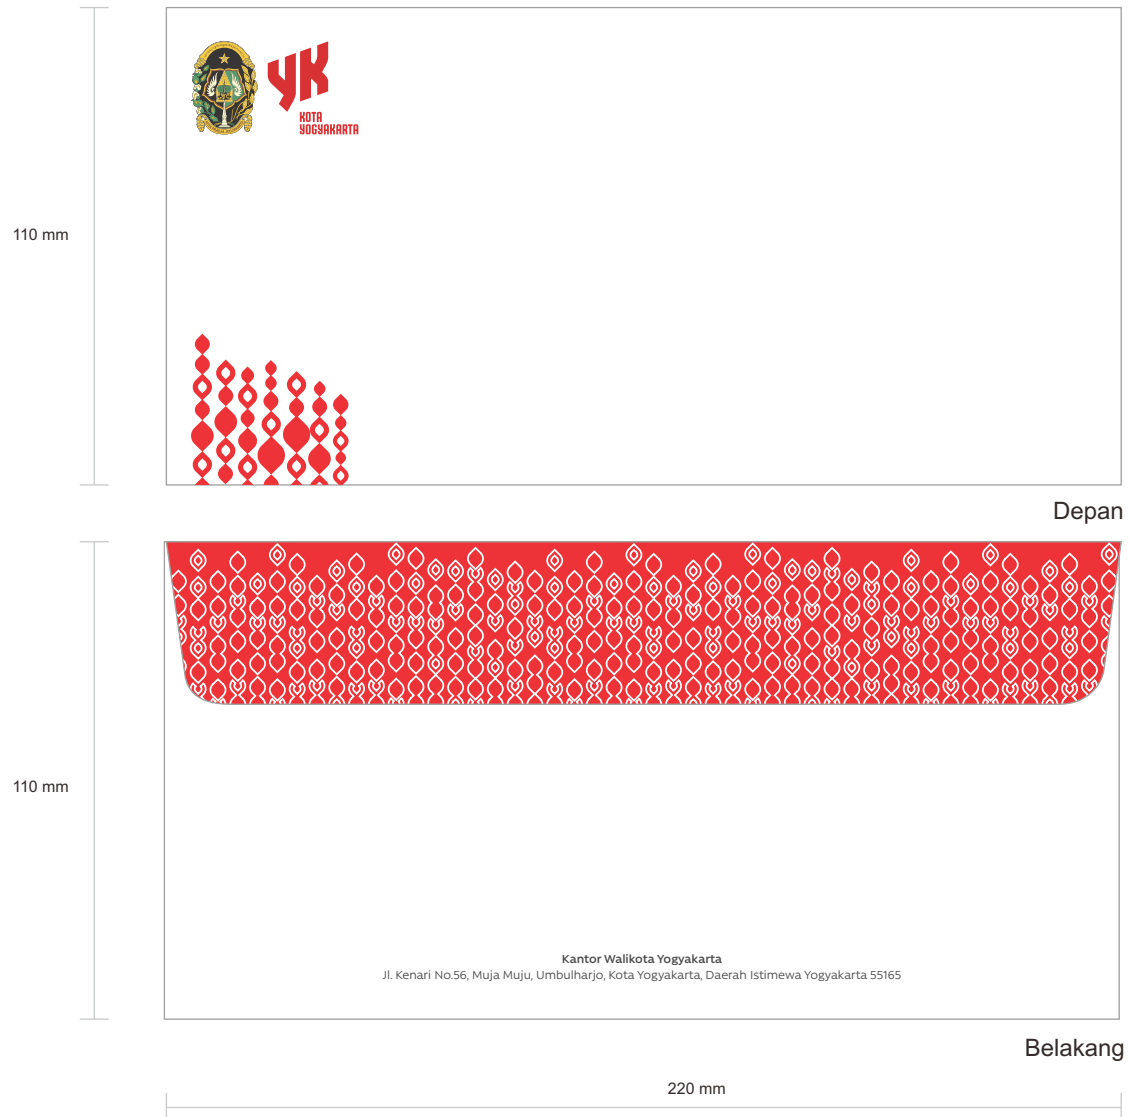 YK
KOTA
YOGYAKARTA
110 mm
Depan
110 mm
Kantor Walikota Yogyakarta
Jl. Kenari No.56, Muja Muju, Umbulharjo, Kota Yogyakarta, Daerah Istimewa Yogyakarta 55165
Belakang
220 mm